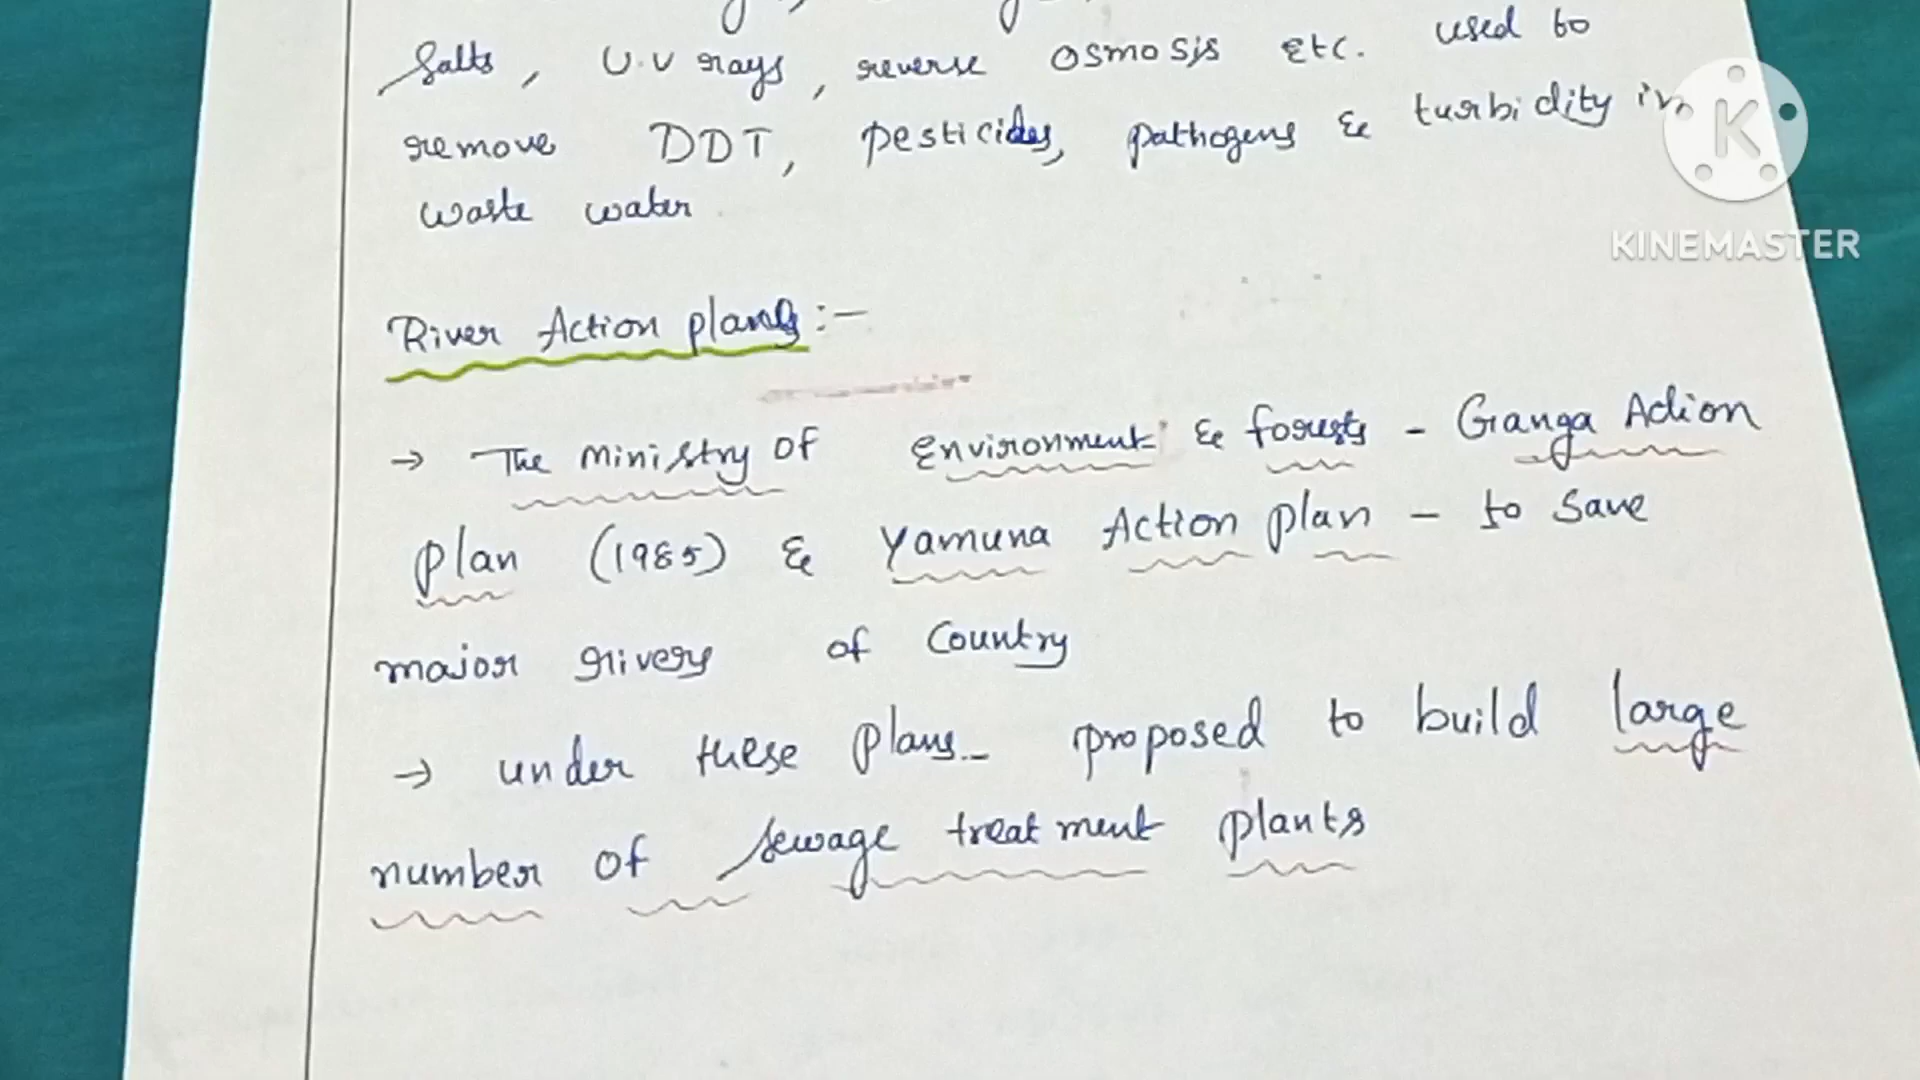 Salts, U.V rays, reverse osmosis etc. used to
remove DDT, pesticides, pathogens & turbidity in
waste water
River Action plans :-
→ The ministry of Environment & forests - Ganga Action
plan (1985) & Yamuna Action plan - to save
major rivers of Country
→ under these plans - proposed to build large
number of sewage treatment plants
K
KINEMASTER